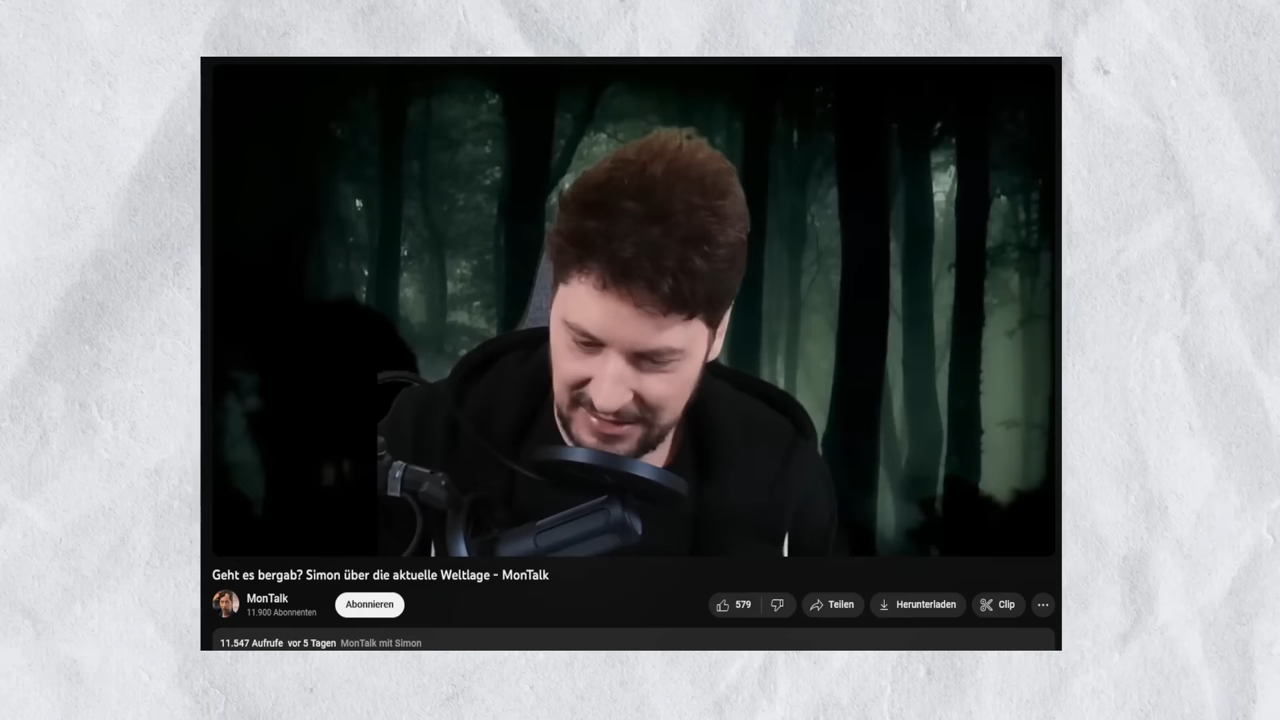 Geht es bergab? Simon über die aktuelle Weltlage - MonTalk
MonTalk
11.900 Abonnenten
Abonnieren
579
Teilen
Herunterladen
Clip
11.547 Aufrufe vor 5 Tagen MonTalk mit Simon